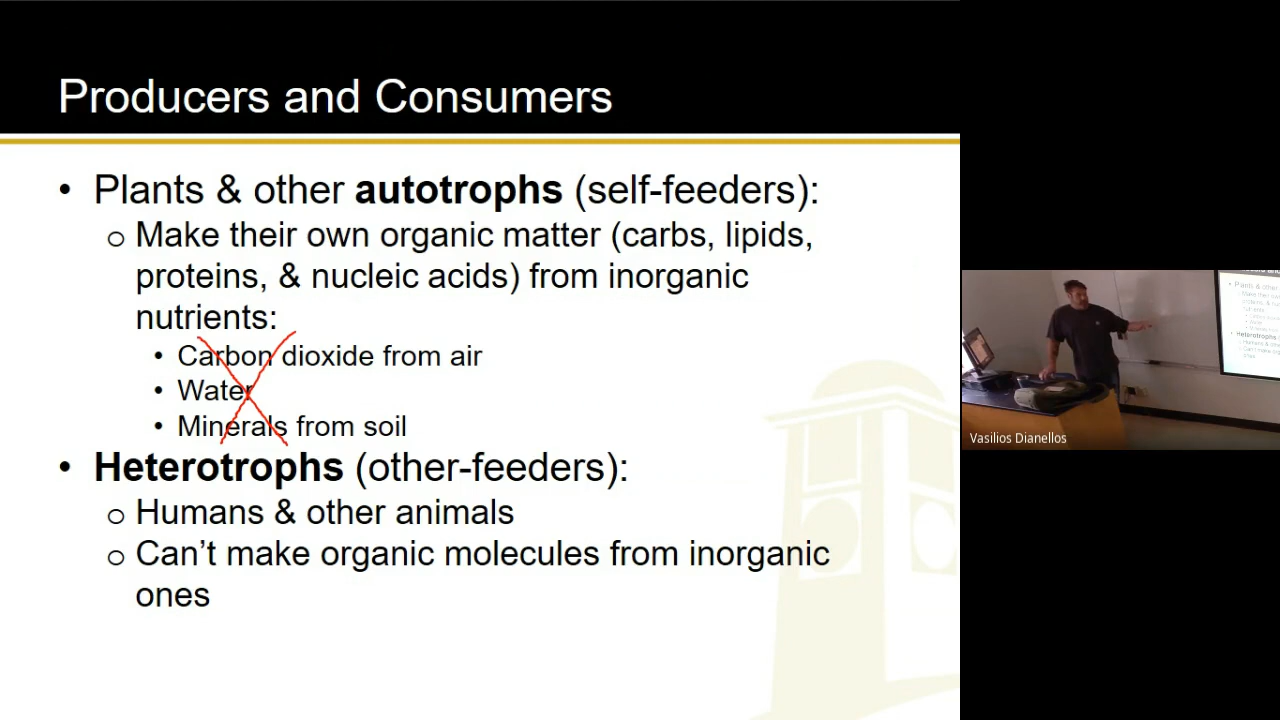 Producers and Consumers
• Plants & other autotrophs (self-feeders):
o Make their own organic matter (carbs, lipids,
proteins, & nucleic acids) from inorganic
nutrients:
• Carbon dioxide from air
• Water
• Minerals from soil
• Heterotrophs (other-feeders):
o Humans & other animals
o Can’t make organic molecules from inorganic
ones
Vasilios Dianellos